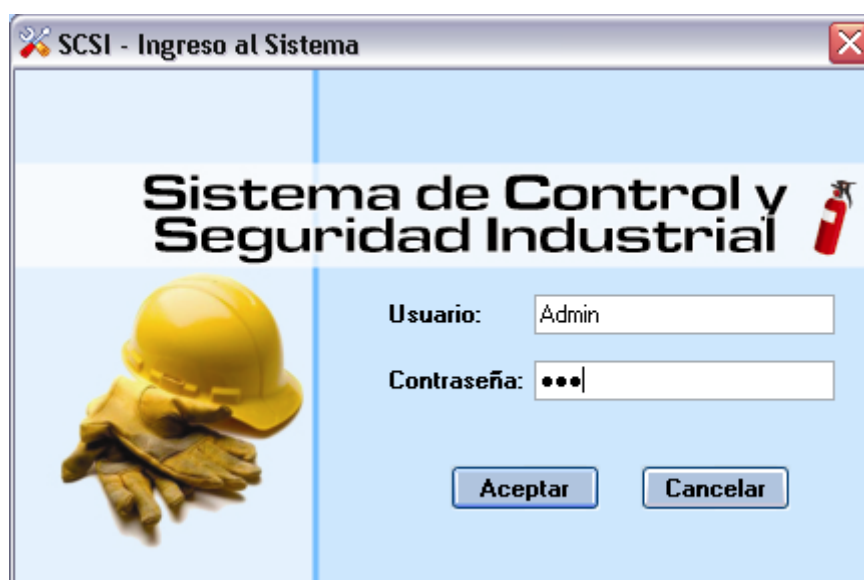 SCSI - Ingreso al Sistema
Sistema de Control y
Seguridad Industrial
Usuario: Admin
Contraseña: •••
Aceptar Cancelar